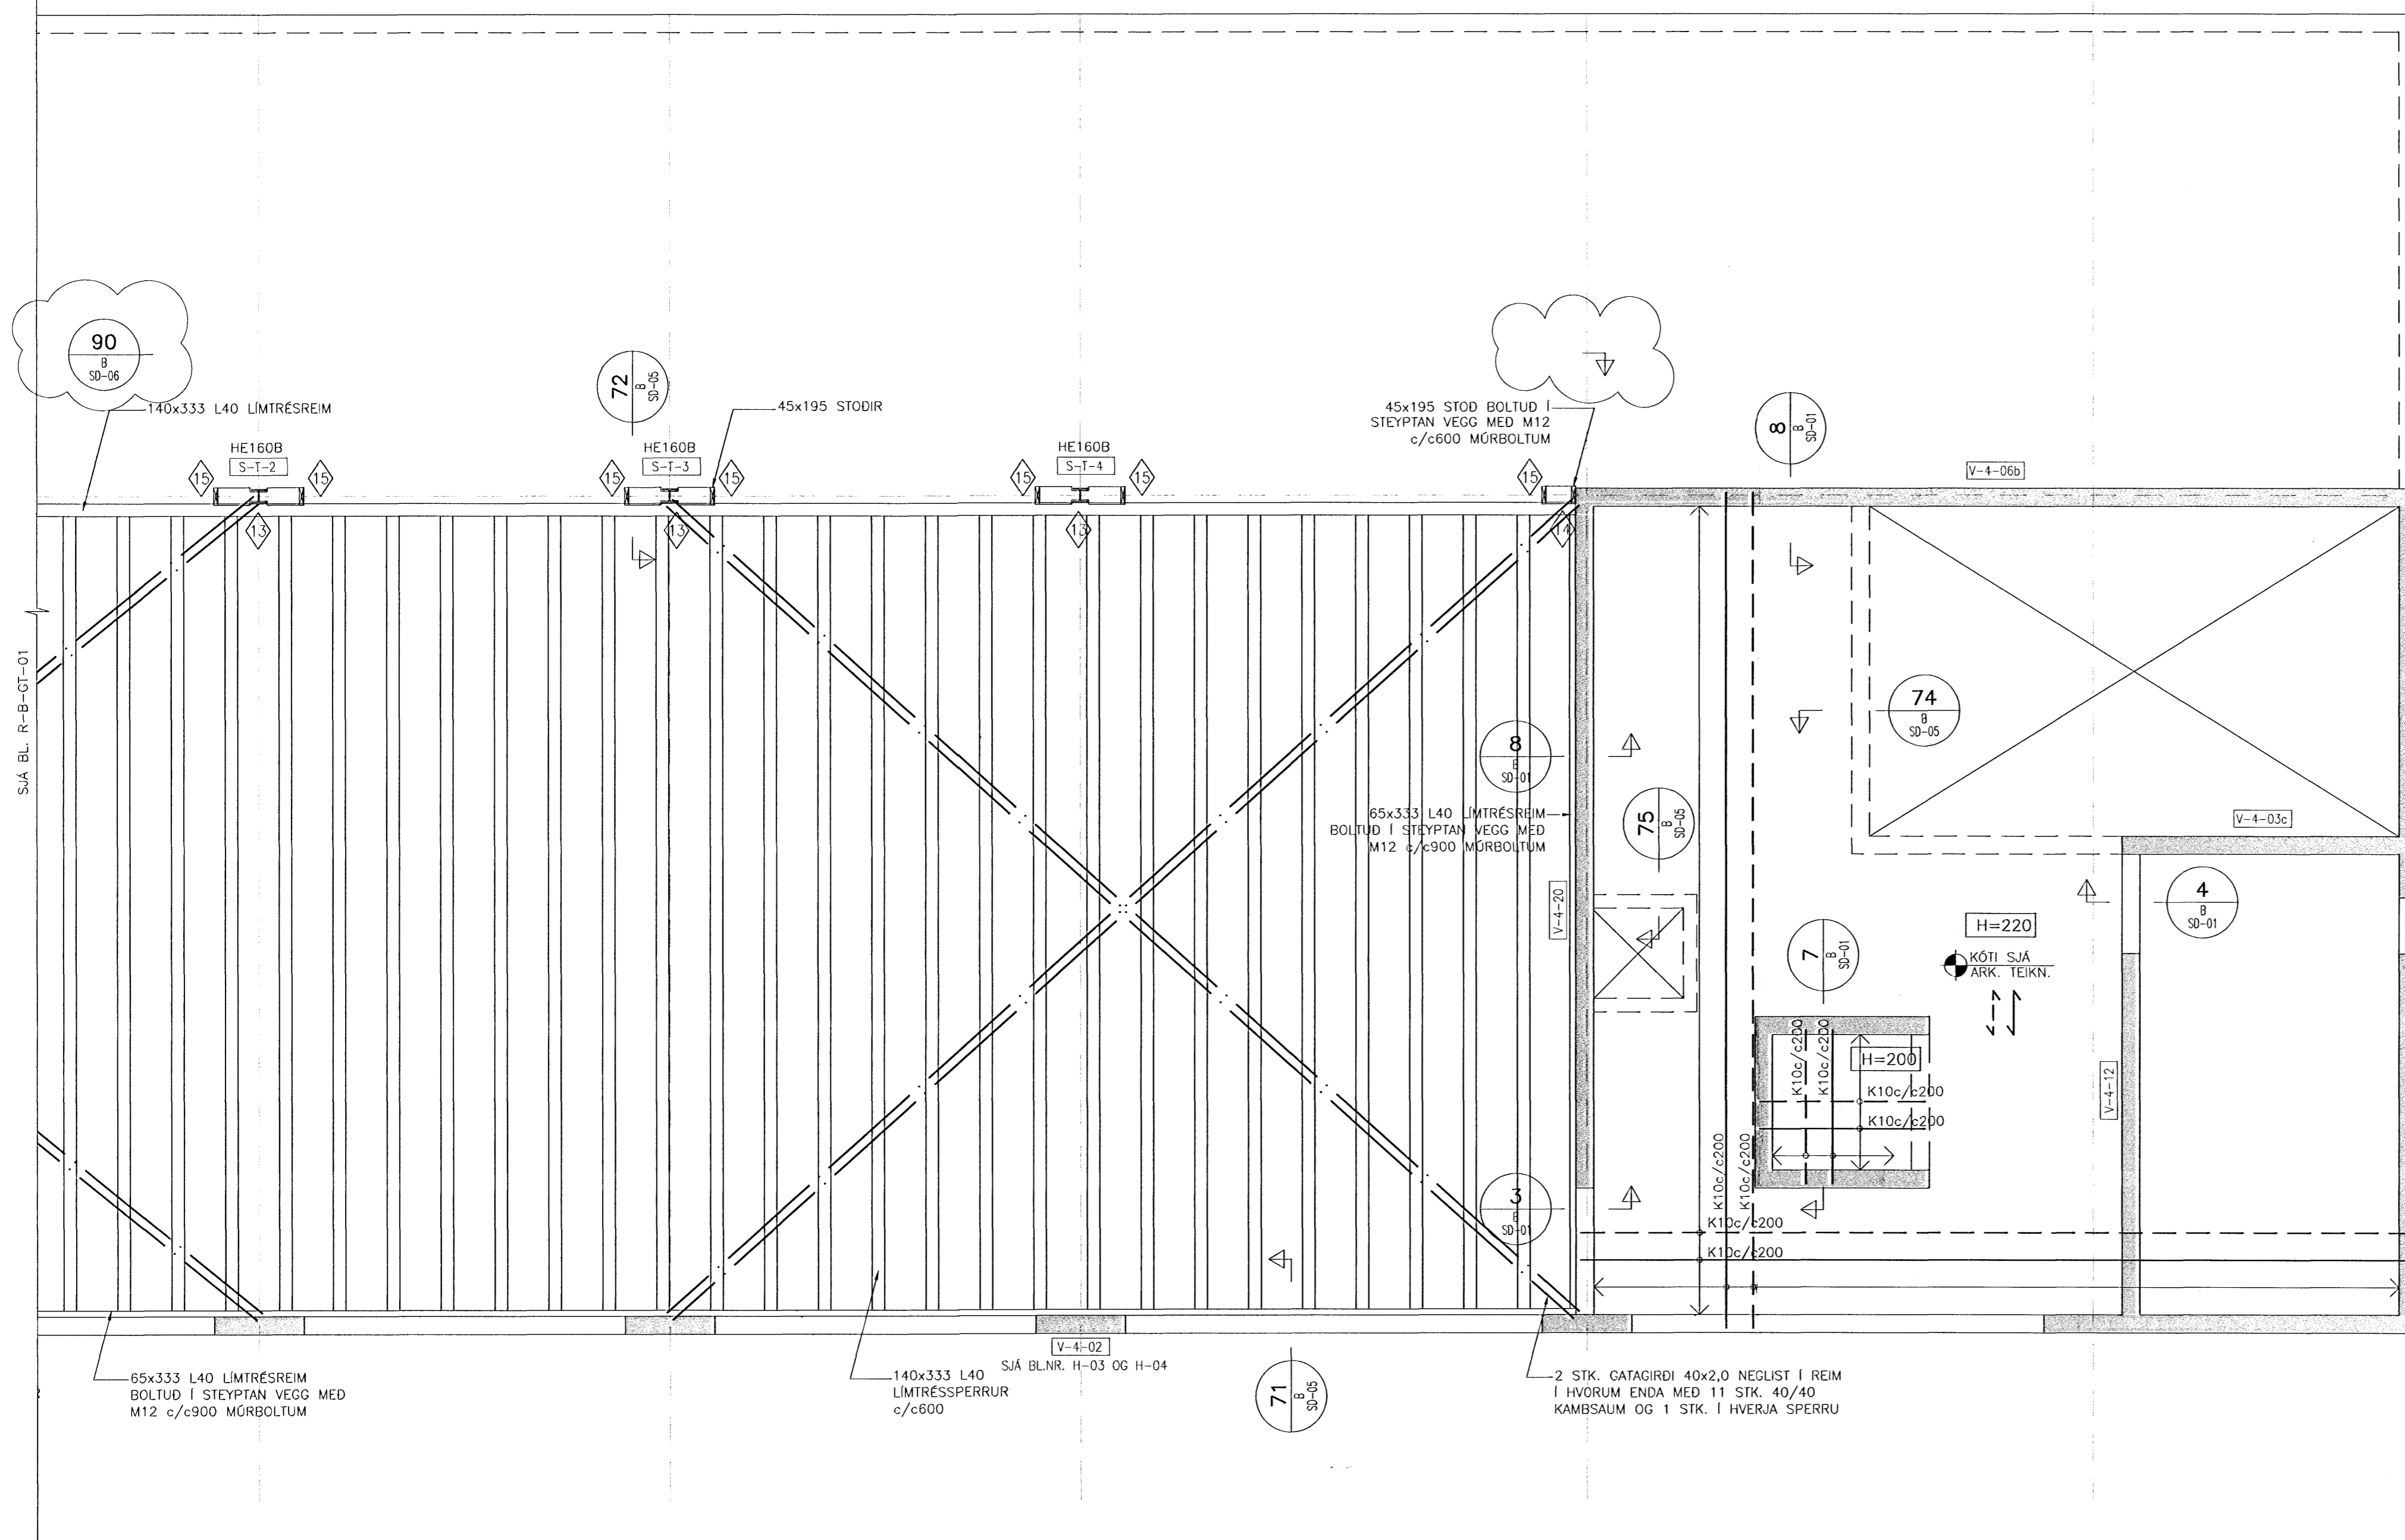 90
B
SD-06
140x333 L40 LÍMTRÉSREIM
72
B
SD-05
45x195 STOÐIR
45x195 STOÐ BOLTUÐ Í
STEYPTAN VEGG MEÐ M12
c/c600 MÚRBOLTUM
8
B
SD-01
HE160B
S-T-2
HE160B
S-T-3
HE160B
S-T-4
V-4-06b
15
15
15
15
15
15
15
13
13
13
14
SJÁ BL. R-B-GT-01
74
B
SD-05
8
B
SD-01
65x333 L40 LÍMTRÉSREIM
BOLTUÐ Í STEYPTAN VEGG MEÐ
M12 c/c900 MÚRBOLTUM
75
B
SD-05
V-4-03c
V-4-20
4
B
SD-01
H=220
7
B
SD-01
KÓTI SJÁ
ARK. TEIKN.
K10c/c200
K10c/c200
H=200
K10c/c200
K10c/c200
V-4-12
K10c/c200
K10c/c200
3
B
SD-01
K10c/c200
K10c/c200
V-4-02
SJÁ BL.NR. H-03 OG H-04
65x333 L40 LÍMTRÉSREIM
BOLTUÐ Í STEYPTAN VEGG MEÐ
M12 c/c900 MÚRBOLTUM
140x333 L40
LÍMTRÉSSPERRUR
c/c600
71
B
SD-05
2 STK. GATAGIRÐI 40x2,0 NEGLIST Í REIM
Í HVORUM ENDA MEÐ 11 STK. 40/40
KAMBSAUM OG 1 STK. Í HVERJA SPERRU